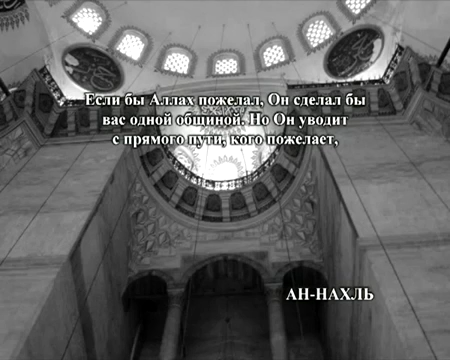 Если бы Аллах пожелал, Он сделал бы
вас одной общиной. Но Он уводит
с прямого пути, кого пожелает,
АН-НАХЛЬ